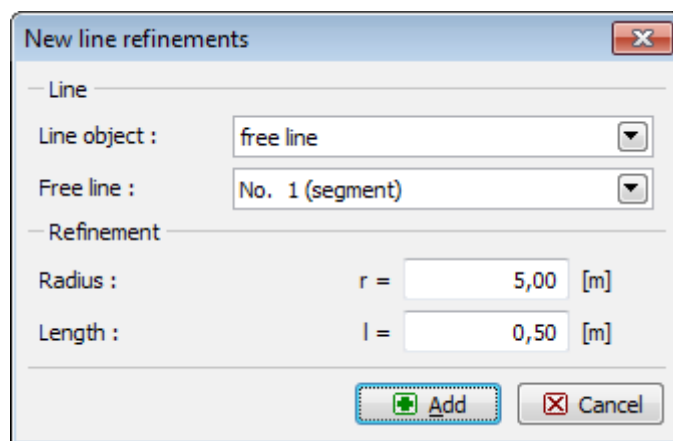 New line refinements
Line
Line object : free line
Free line : No. 1 (segment)
Refinement
Radius : r = 5,00 [m]
Length : l = 0,50 [m]
Add Cancel